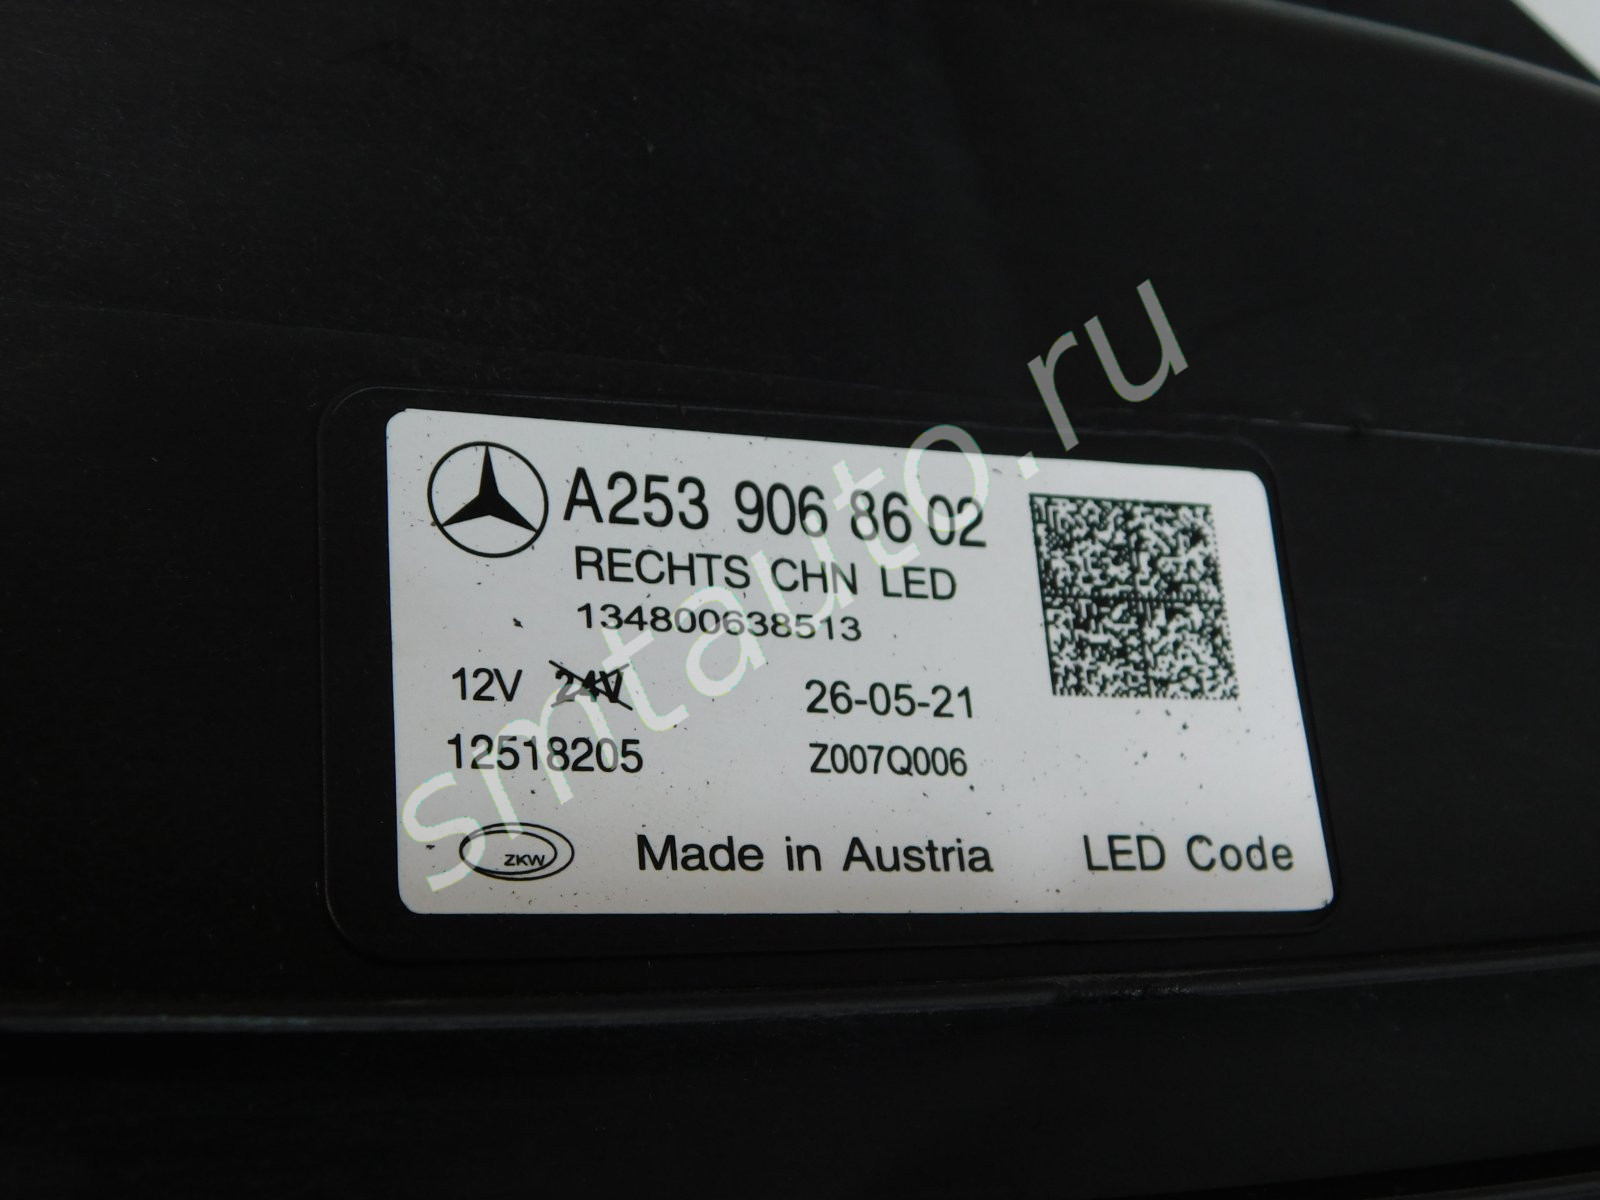 A253 906 86 02
RECHTS CHN LED
134800638513
12V 24V
26-05-21
12518205
Z007Q006
ZKW
Made in Austria
LED Code
smtauto.ru